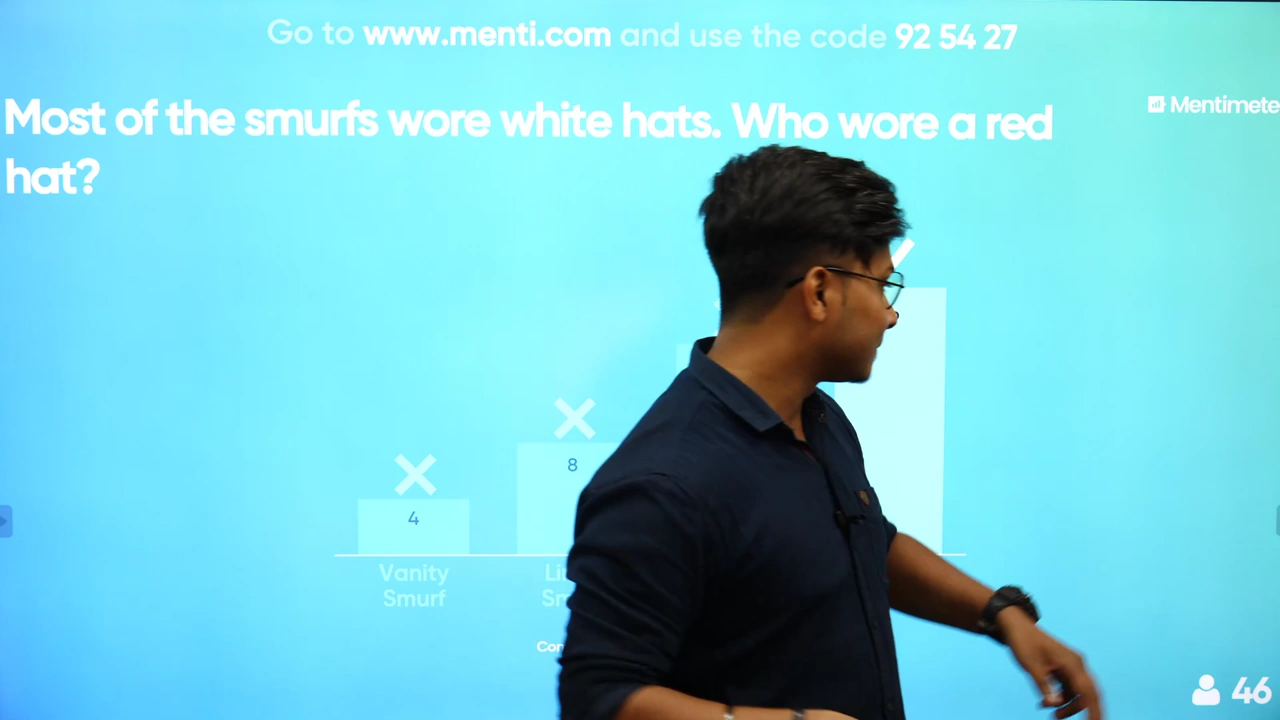 Go to www.menti.com and use the code 92 54 27
Mentimete
Most of the smurfs wore white hats. Who wore a red
hat?
4
8
Vanity
Smurf
46